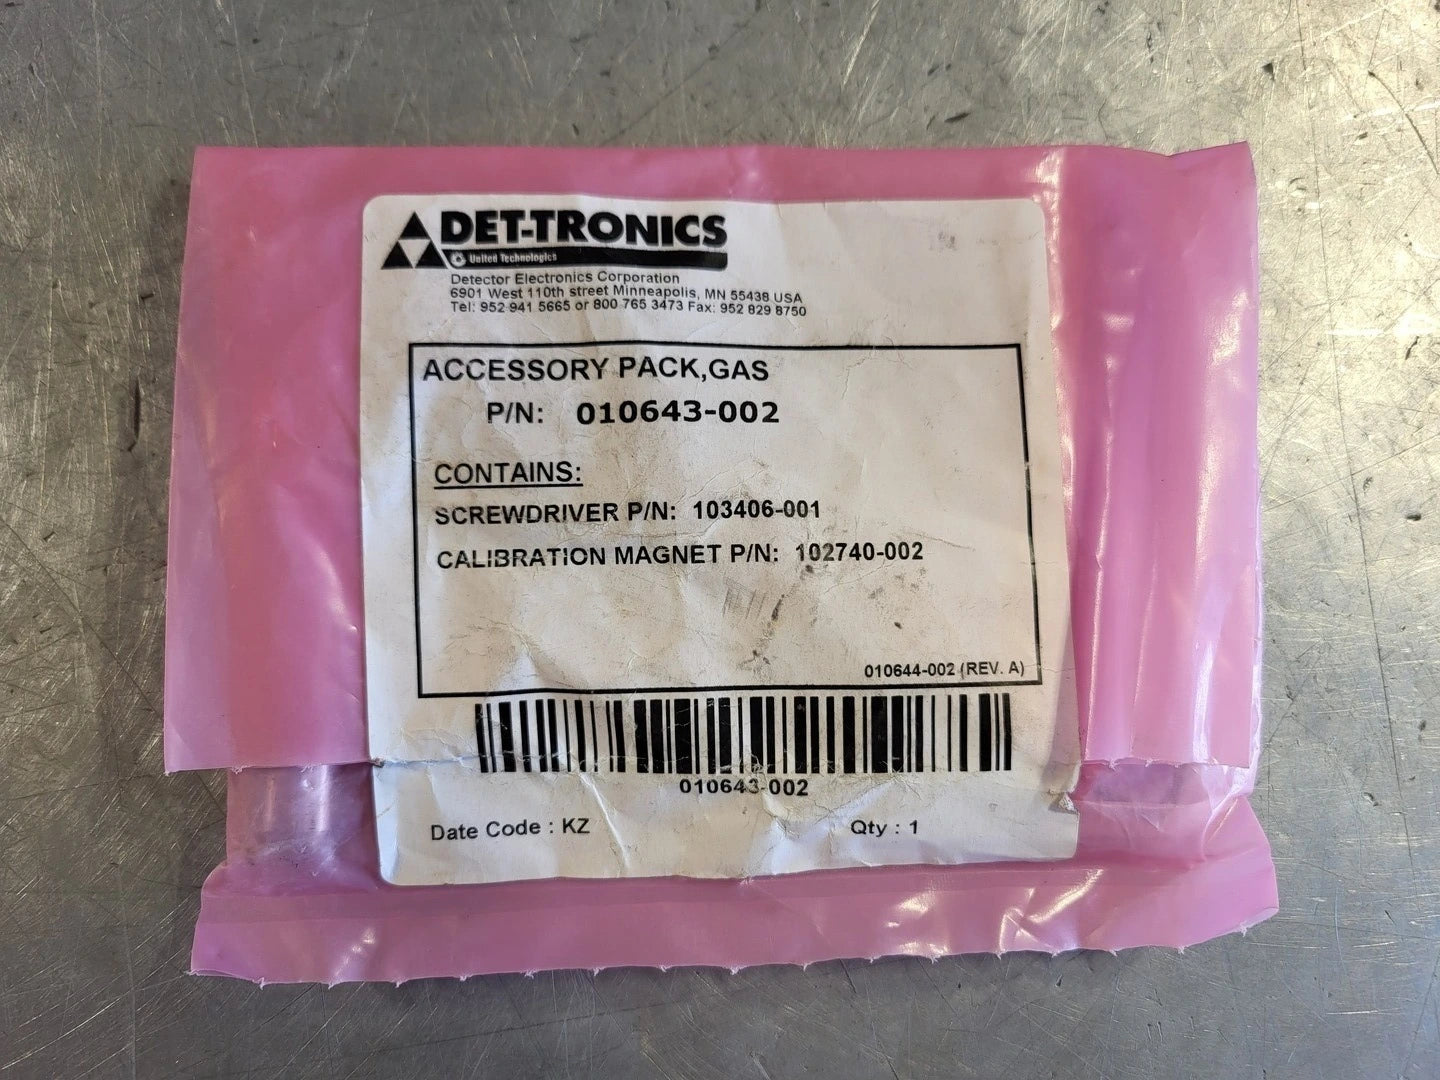 DET-TRONICS
United Technologies
Detector Electronics Corporation
6901 West 110th street Minneapolis, MN 55438 USA
Tel: 952 941 5665 or 800 765 3473 Fax: 952 829 8750
ACCESSORY PACK,GAS
P/N: 010643-002
CONTAINS:
SCREWDRIVER P/N: 103406-001
CALIBRATION MAGNET P/N: 102740-002
010644-002 (REV. A)
010643-002
Date Code : KZ
Qty : 1